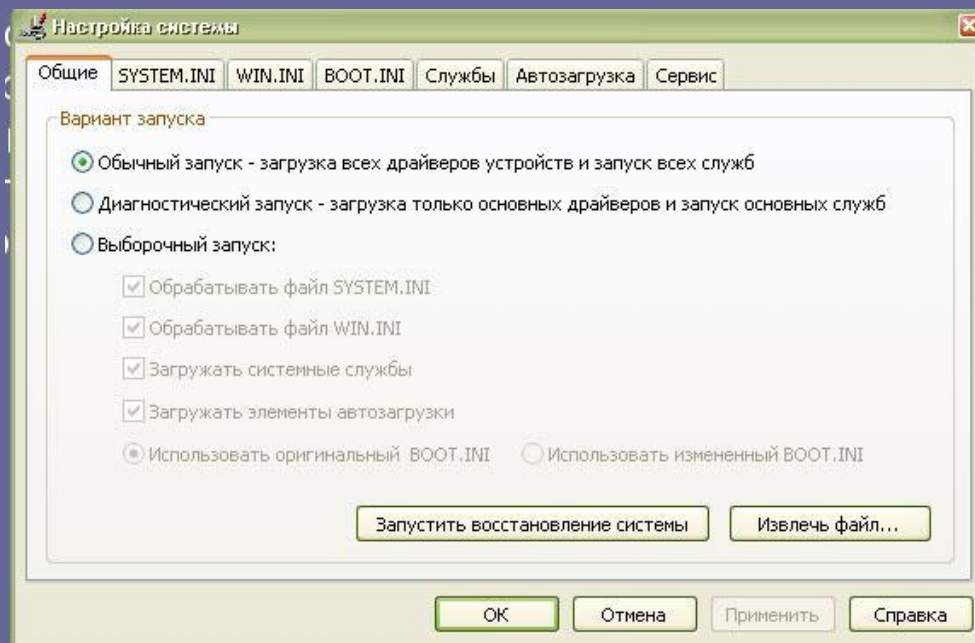 Настройка системы
Общие SYSTEM.INI WIN.INI BOOT.INI Службы Автозагрузка Сервис
Вариант запуска
Обычный запуск - загрузка всех драйверов устройств и запуск всех служб
Диагностический запуск - загрузка только основных драйверов и запуск основных служб
Выборочный запуск:
Обрабатывать файл SYSTEM.INI
Обрабатывать файл WIN.INI
Загружать системные службы
Загружать элементы автозагрузки
Использовать оригинальный BOOT.INI Использовать измененный BOOT.INI
Запустить восстановление системы Извлечь файл...
ОК Отмена Применить Справка